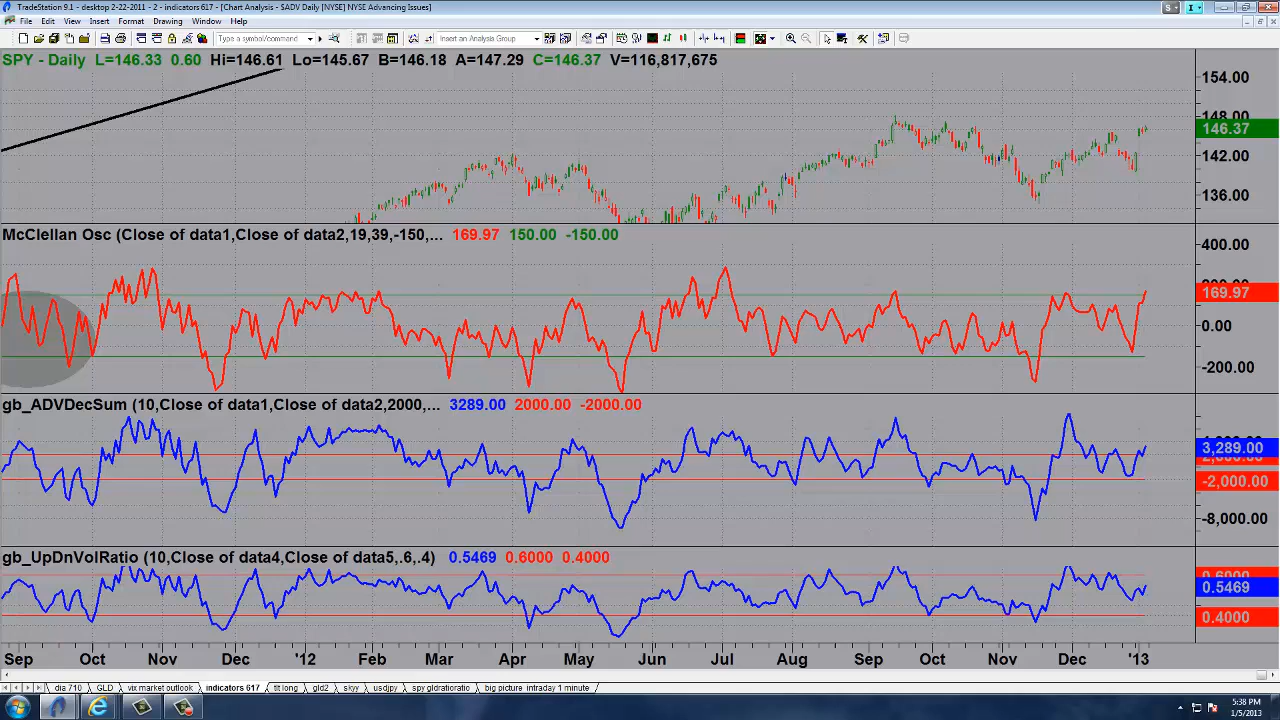 TradeStation 9.1 - desktop 2-22-2011 - 2 - indicators 617 - [Chart Analysis - $ADV Daily [NYSE] NYSE Advancing Issues]
File Edit View Insert Format Drawing Window Help
Type a symbol/command Insert an Analysis Group
SPY - Daily L=146.33 0.60 Hi=146.61 Lo=145.67 B=146.18 A=147.29 C=146.37 V=116,817,675
154.00
148.00
146.37
142.00
136.00
McClellan Osc (Close of data1,Close of data2,19,39,-150,... 169.97 150.00 -150.00
400.00
169.97
0.00
-200.00
gb_ADVDecSum (10,Close of data1,Close of data2,2000,... 3289.00 2000.00 -2000.00
3,289.00
-2,000.00
-8,000.00
gb_UpDnVolRatio (10,Close of data4,Close of data5,.6,.4) 0.5469 0.6000 0.4000
0.6000
0.5469
0.4000
Sep Oct Nov Dec '12 Feb Mar Apr May Jun Jul Aug Sep Oct Nov Dec '13
dia 710 GLD vix market outlook indicators 617 tlt long gld2 skyy usdjpy spy gldratioratio big picture intraday 1 minute
5:38 PM
1/5/2013